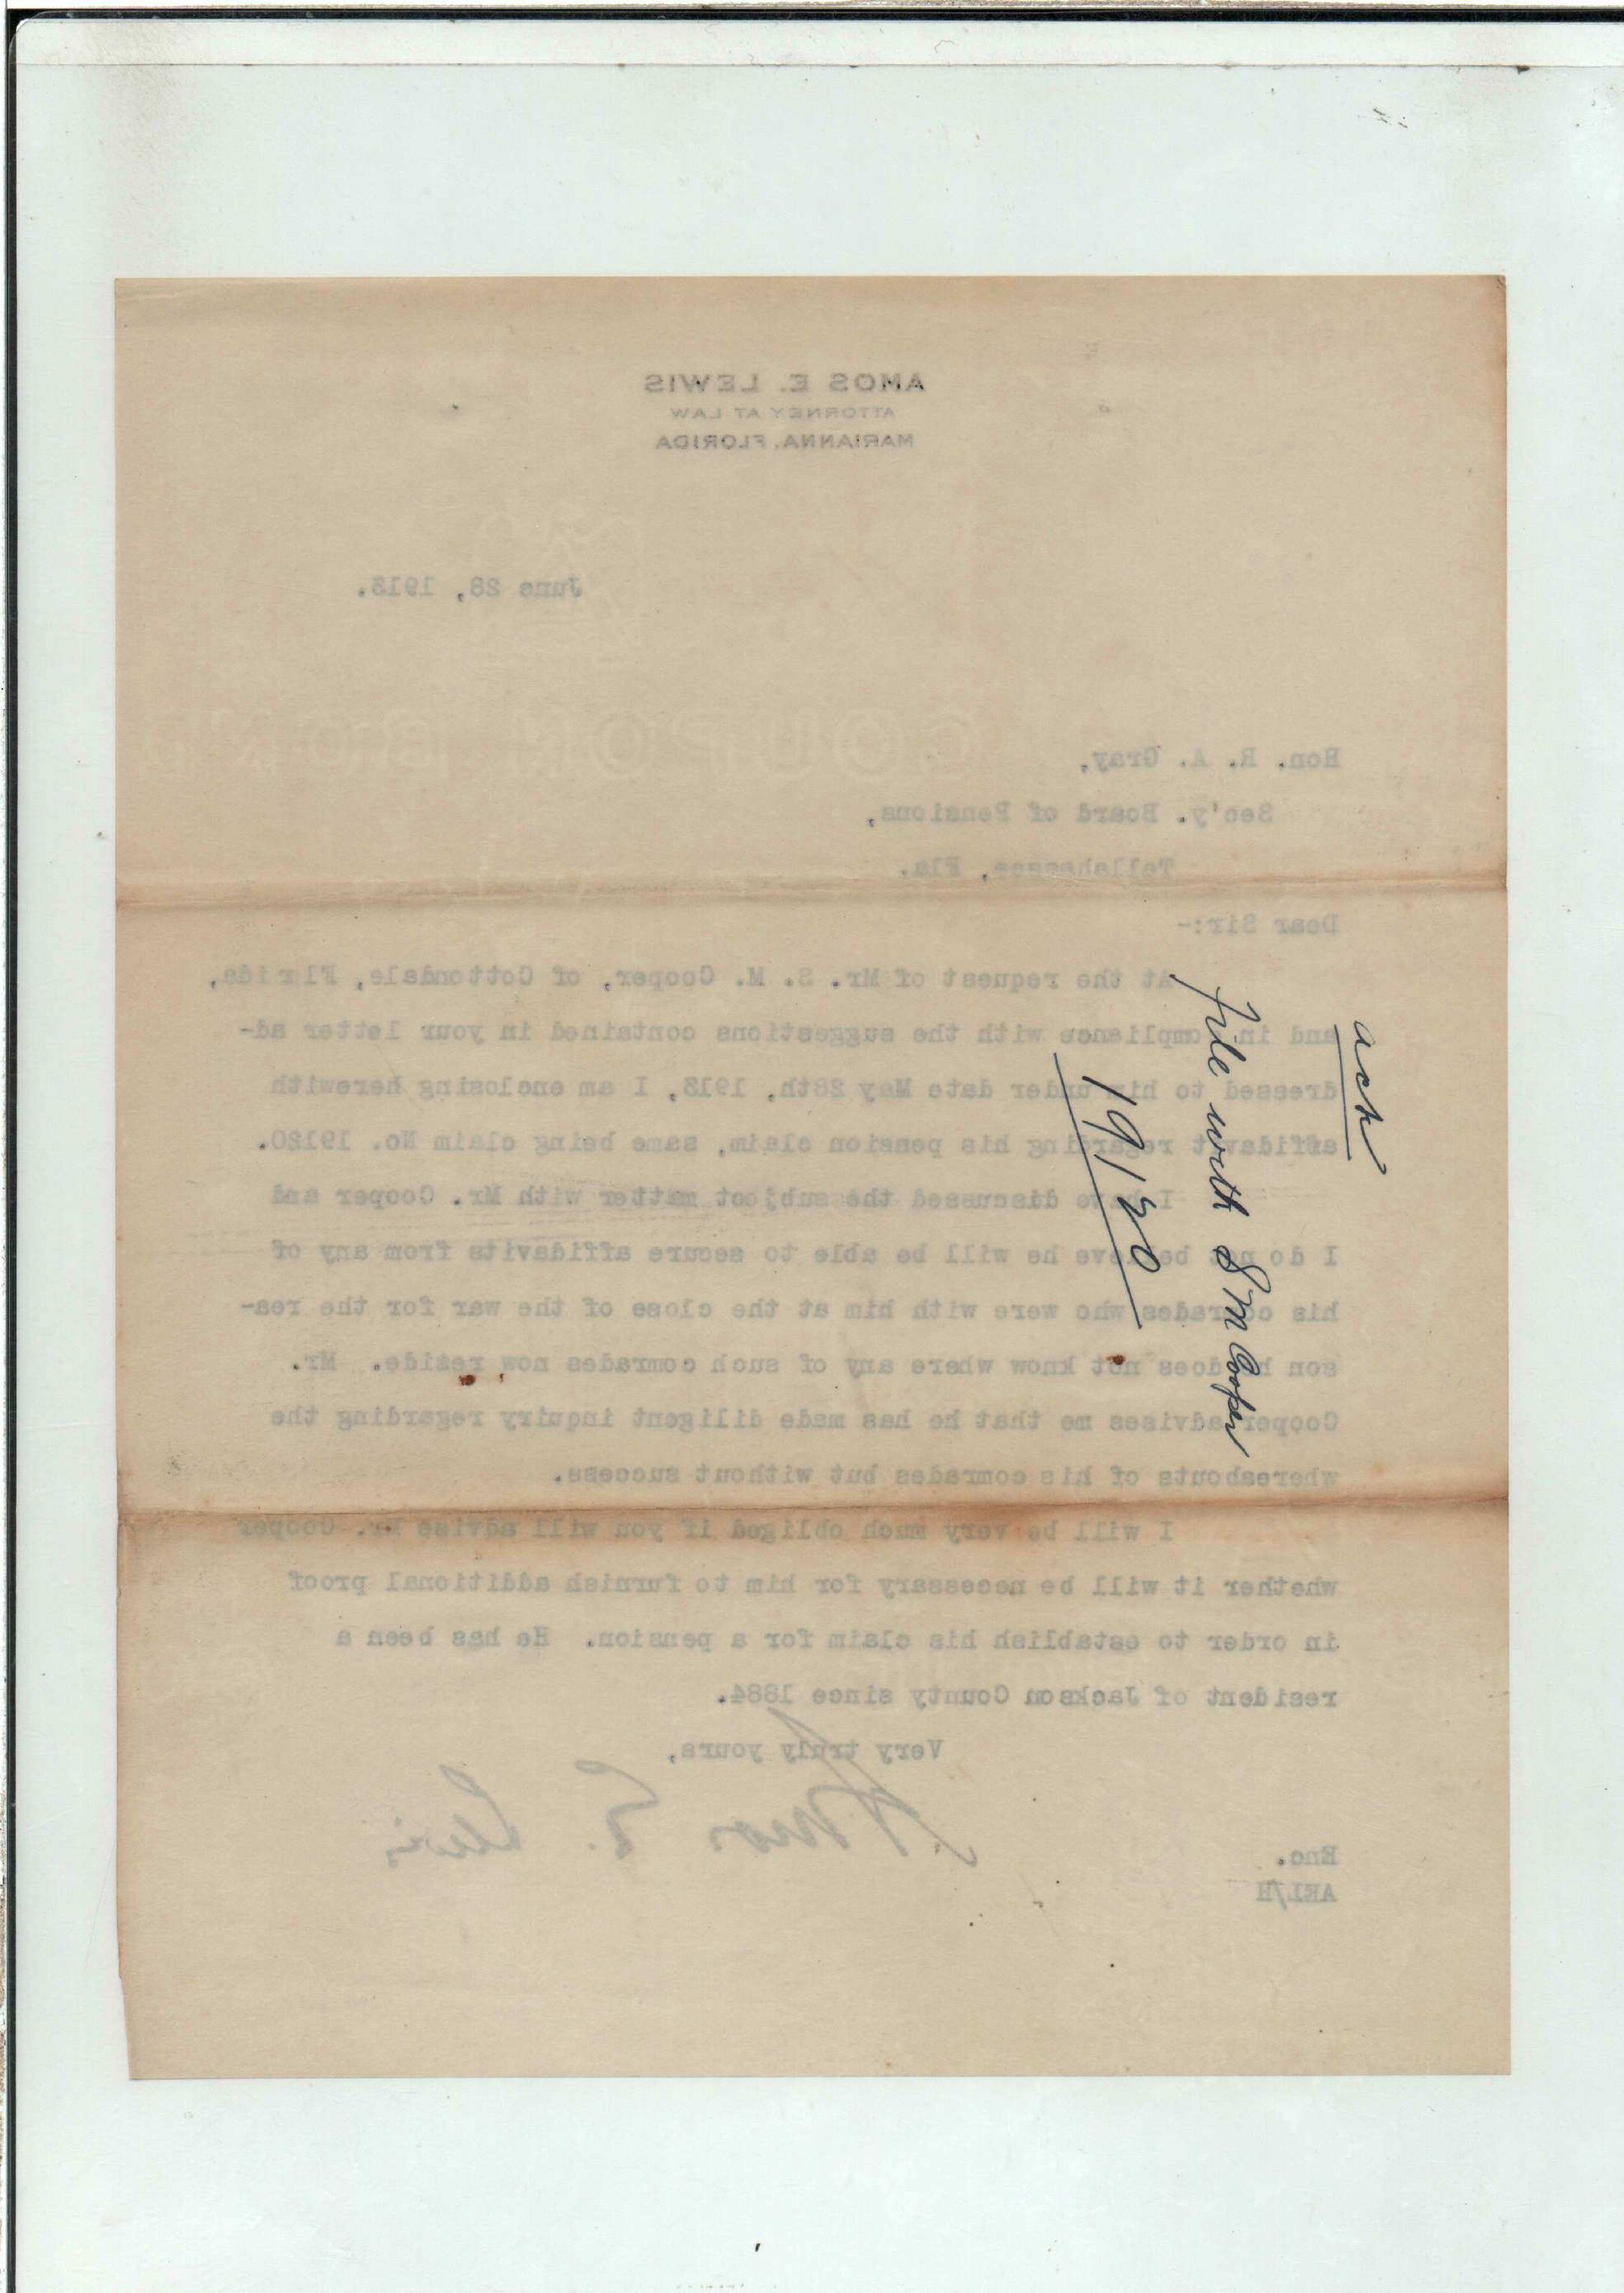 AMOS E. LEWIS
ATTORNEY AT LAW
MARIANNA, FLORIDA
June 28, 1913.
Hon. R. A. Gray,
Sec'y. Board of Pensions,
Tallahassee, Fla.
Dear Sir:-
At the request of Mr. S. M. Cooper, of Cottondale, Florida,
and in compliance with the suggestions contained in your letter ad-
dressed to him under date May 28th, 1913, I am enclosing herewith
affidavit regarding his pension claim, same being claim No. 19120.
I have discussed the subject matter with Mr. Cooper and
I do not believe he will be able to secure affidavits from any of
his comrades who were with him at the close of the war for the rea-
son he does not know where any of such comrades now reside. Mr.
Cooper advises me that he has made diligent inquiry regarding the
whereabouts of his comrades but without success.
I will be very much obliged if you will advise Mr. Cooper
whether it will be necessary for him to furnish additional proof
in order to establish his claim for a pension. He has been a
resident of Jackson County since 1884.
Very truly yours,
Amos E. Lewis
Enc.
AEL/H
ack
File with S M Cooper
19120
COUPON BOND